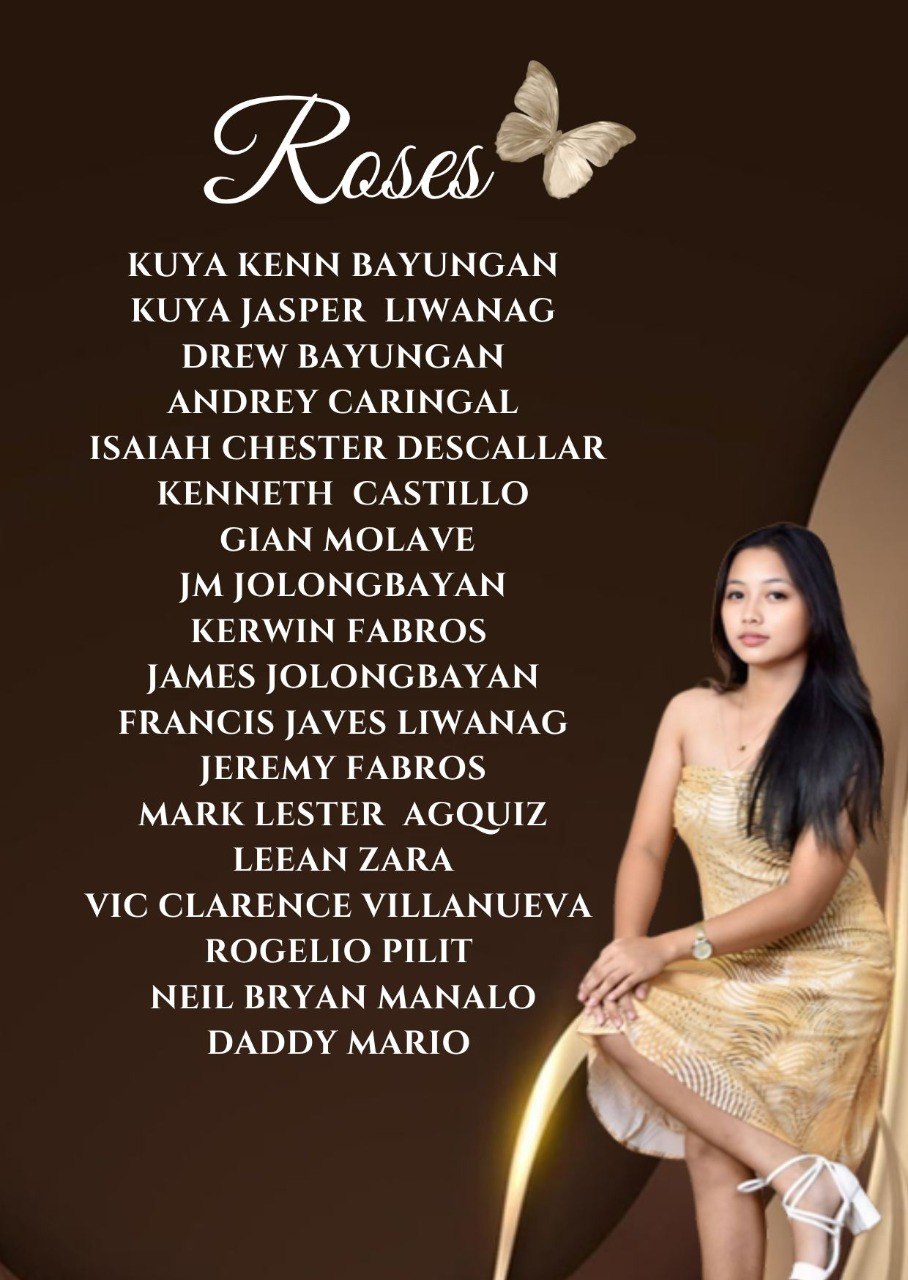 Roses
KUYA KENN BAYUNGAN
KUYA JASPER LIWANAG
DREW BAYUNGAN
ANDREY CARINGAL
ISAIAH CHESTER DESCALLAR
KENNETH CASTILLO
GIAN MOLAVE
JM JOLONGBAYAN
KERWIN FABROS
JAMES JOLONGBAYAN
FRANCIS JAVES LIWANAG
JEREMY FABROS
MARK LESTER AGQUIZ
LEEAN ZARA
VIC CLARENCE VILLANUEVA
ROGELIO PILIT
NEIL BRYAN MANALO
DADDY MARIO